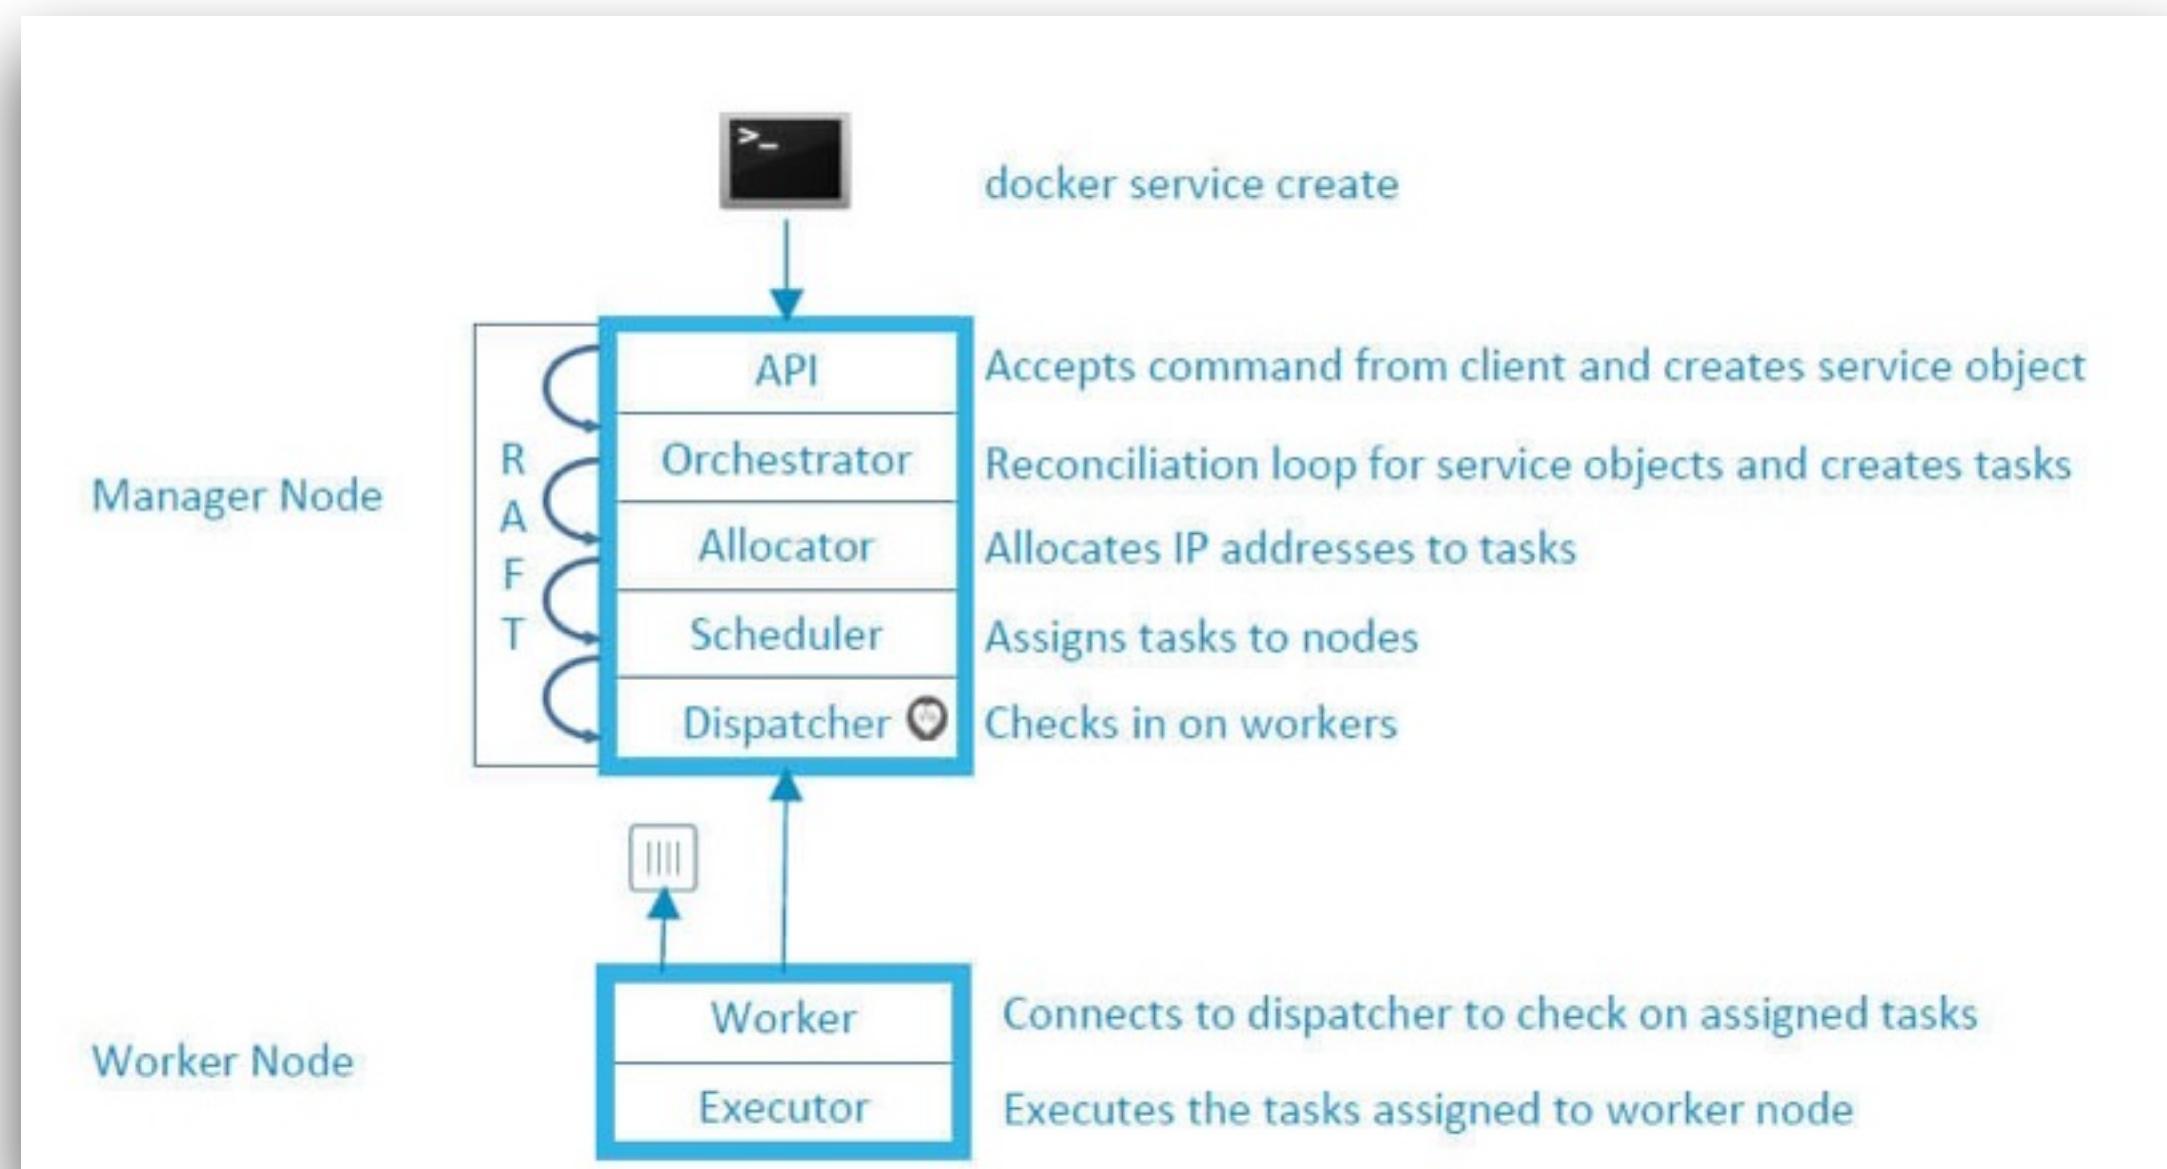 >_
docker service create
API
Accepts command from client and creates service object
Orchestrator
Reconciliation loop for service objects and creates tasks
Manager Node
R
A
F
T
Allocator
Allocates IP addresses to tasks
Scheduler
Assigns tasks to nodes
Dispatcher
Checks in on workers
Worker Node
Worker
Connects to dispatcher to check on assigned tasks
Executor
Executes the tasks assigned to worker node